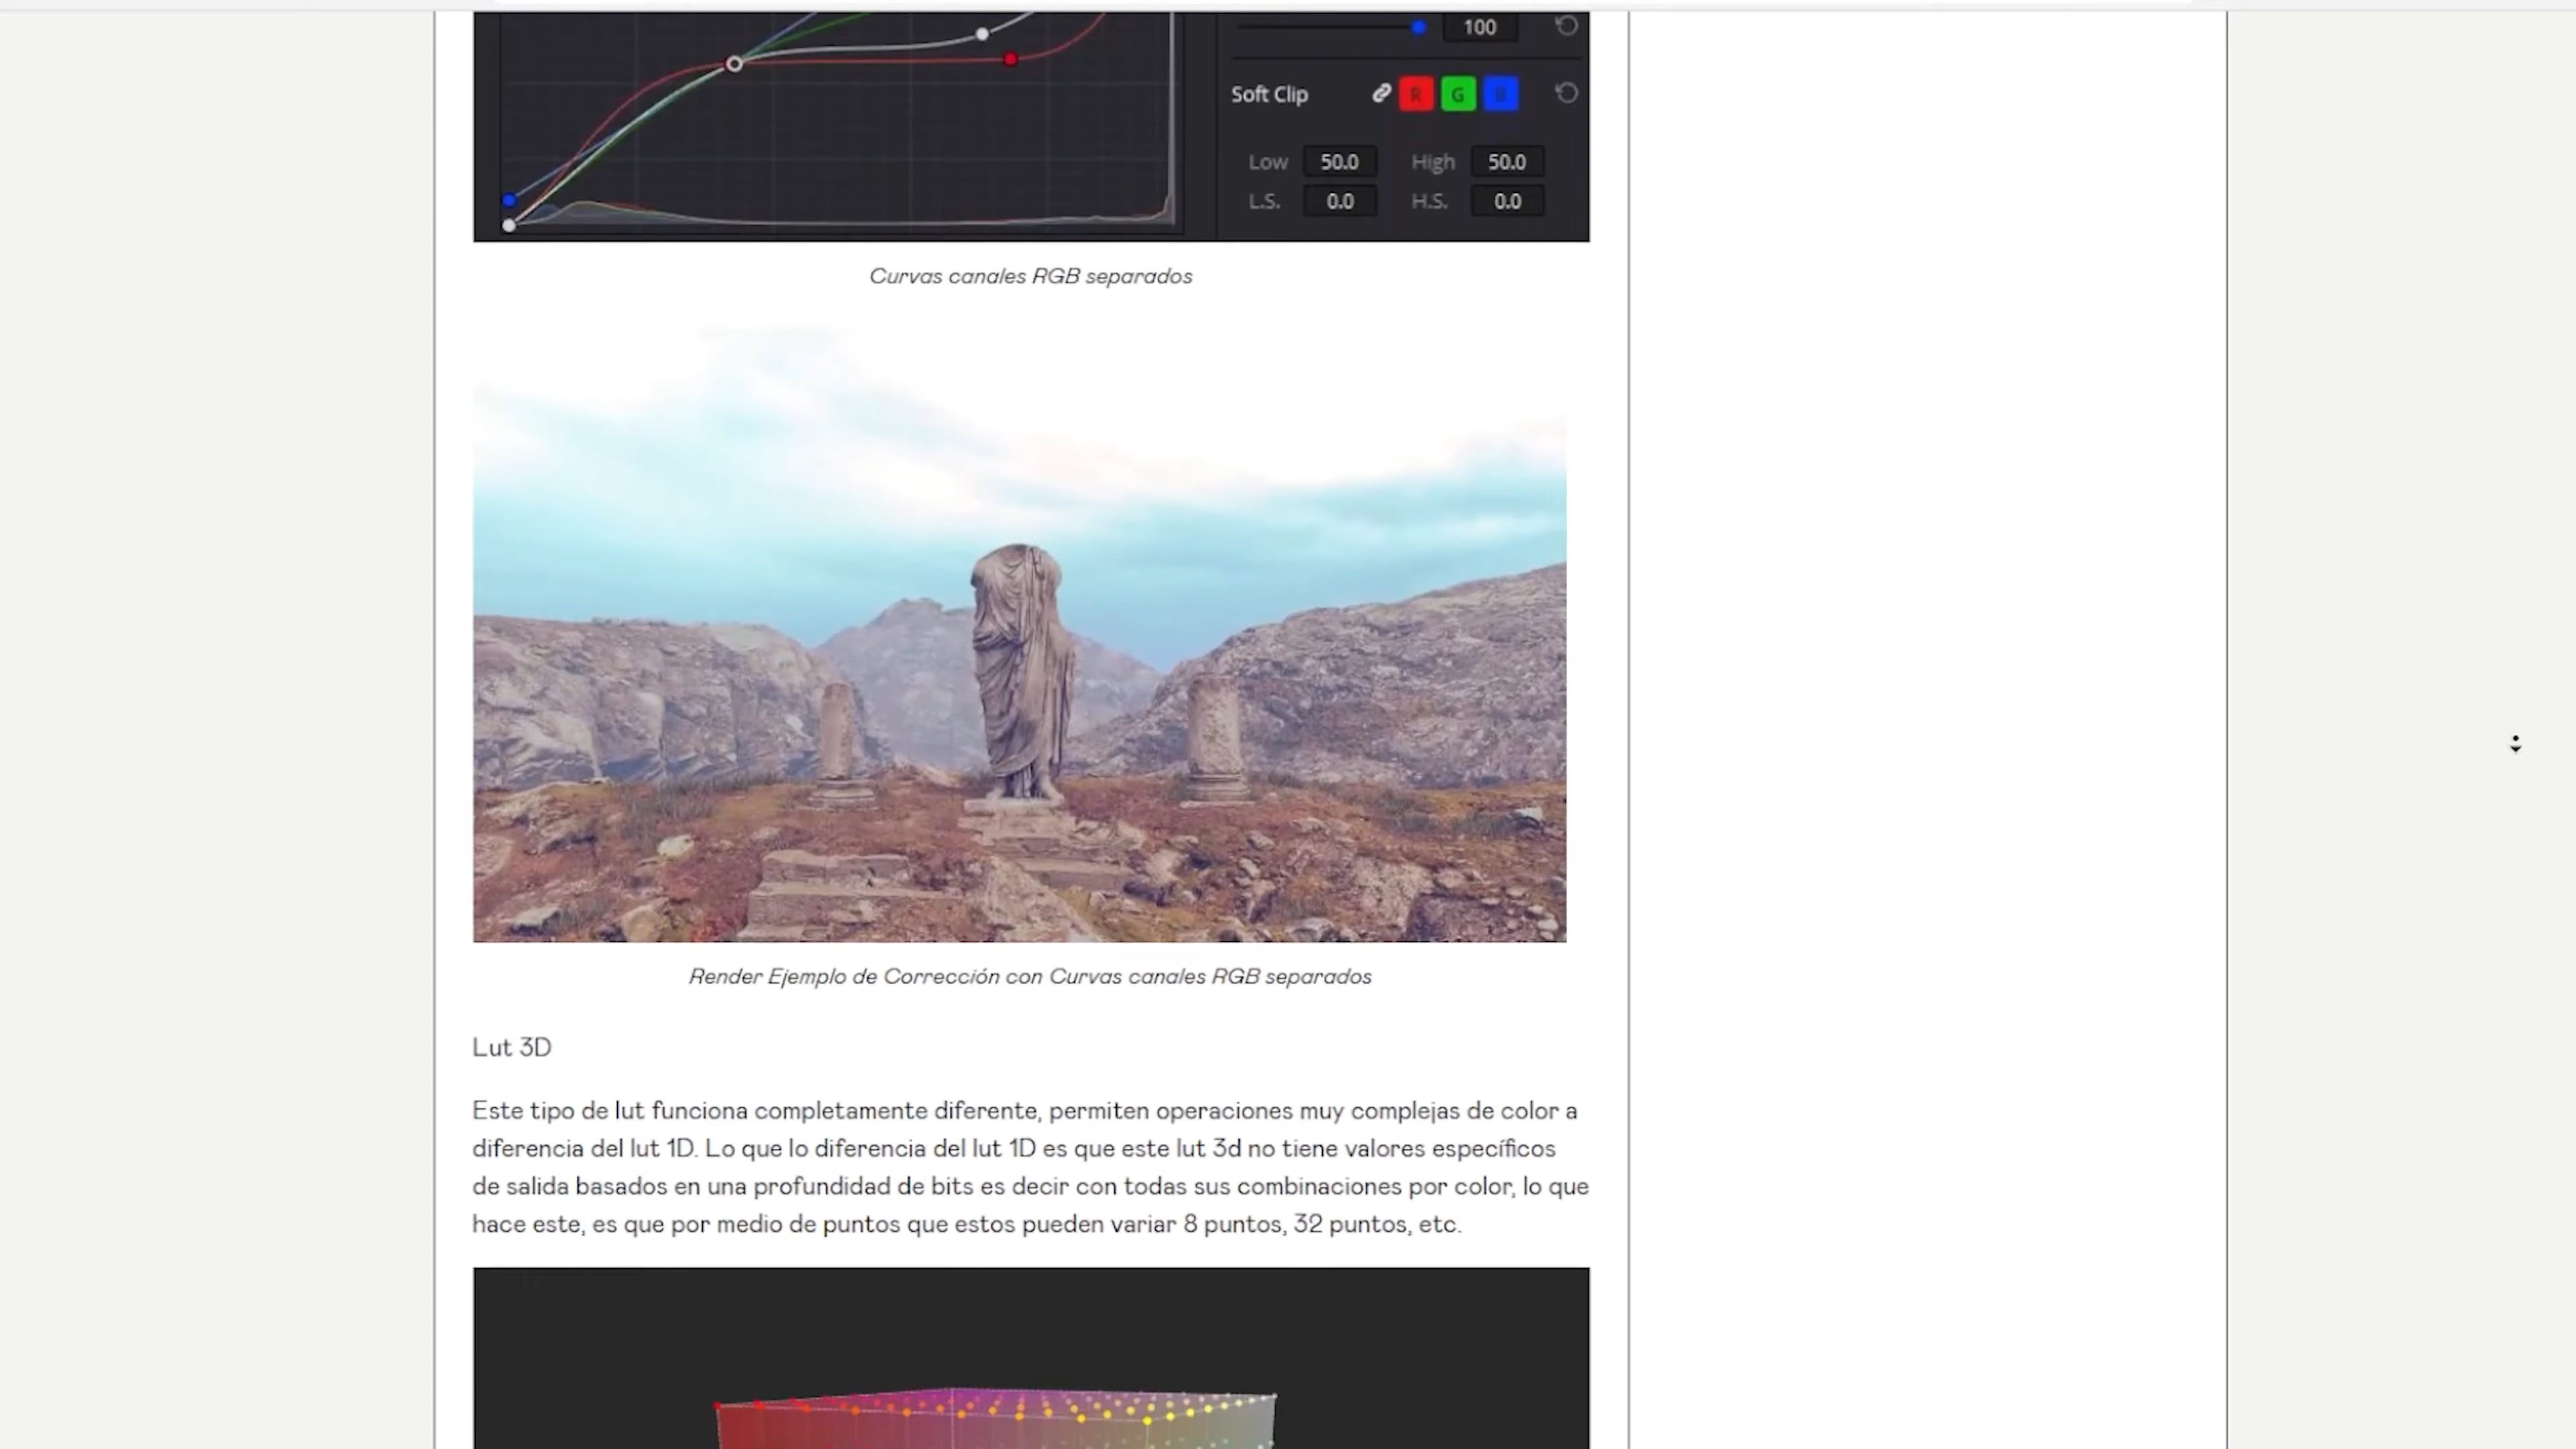 100
Soft Clip R G B
Low 50.0 High 50.0
L.S. 0.0 H.S. 0.0
Curvas canales RGB separados
Render Ejemplo de Corrección con Curvas canales RGB separados
Lut 3D
Este tipo de lut funciona completamente diferente, permiten operaciones muy complejas de color a
diferencia del lut 1D. Lo que lo diferencia del lut 1D es que este lut 3d no tiene valores específicos
de salida basados en una profundidad de bits es decir con todas sus combinaciones por color, lo que
hace este, es que por medio de puntos que estos pueden variar 8 puntos, 32 puntos, etc.